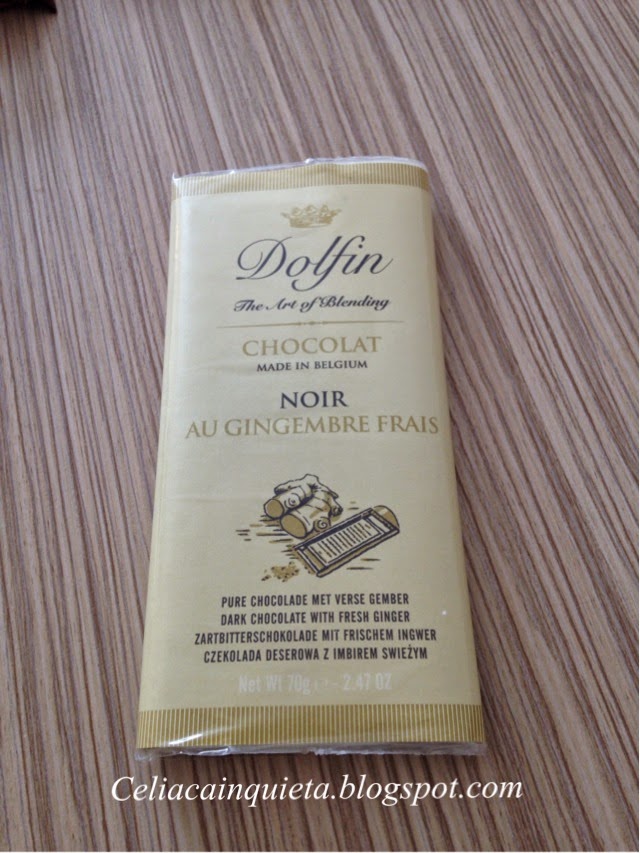 Dolfin
The Art of Blending
CHOCOLAT
MADE IN BELGIUM
NOIR
AU GINGEMBRE FRAIS
PURE CHOCOLADE MET VERSE GEMBER
DARK CHOCOLATE WITH FRESH GINGER
ZARTBITTERSCHOKOLADE MIT FRISCHEM INGWER
CZEKOLADA DESEROWA Z IMBIREM SWIEŻYM
Net Wt 70g ℮ - 2.47 OZ
Celiacainquieta.blogspot.com